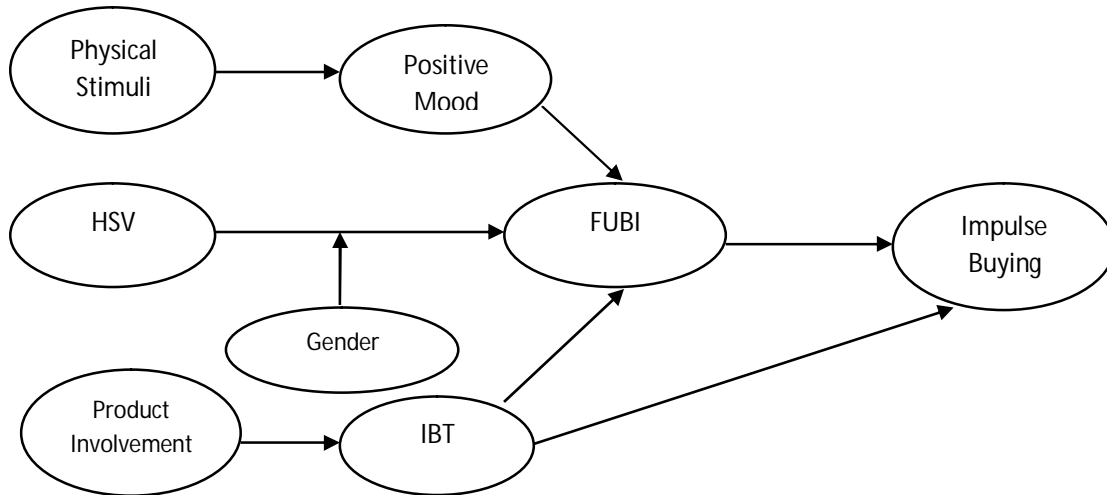 Physical
Stimuli
Positive
Mood
HSV
FUBI
Impulse
Buying
Gender
Product
Involvement
IBT